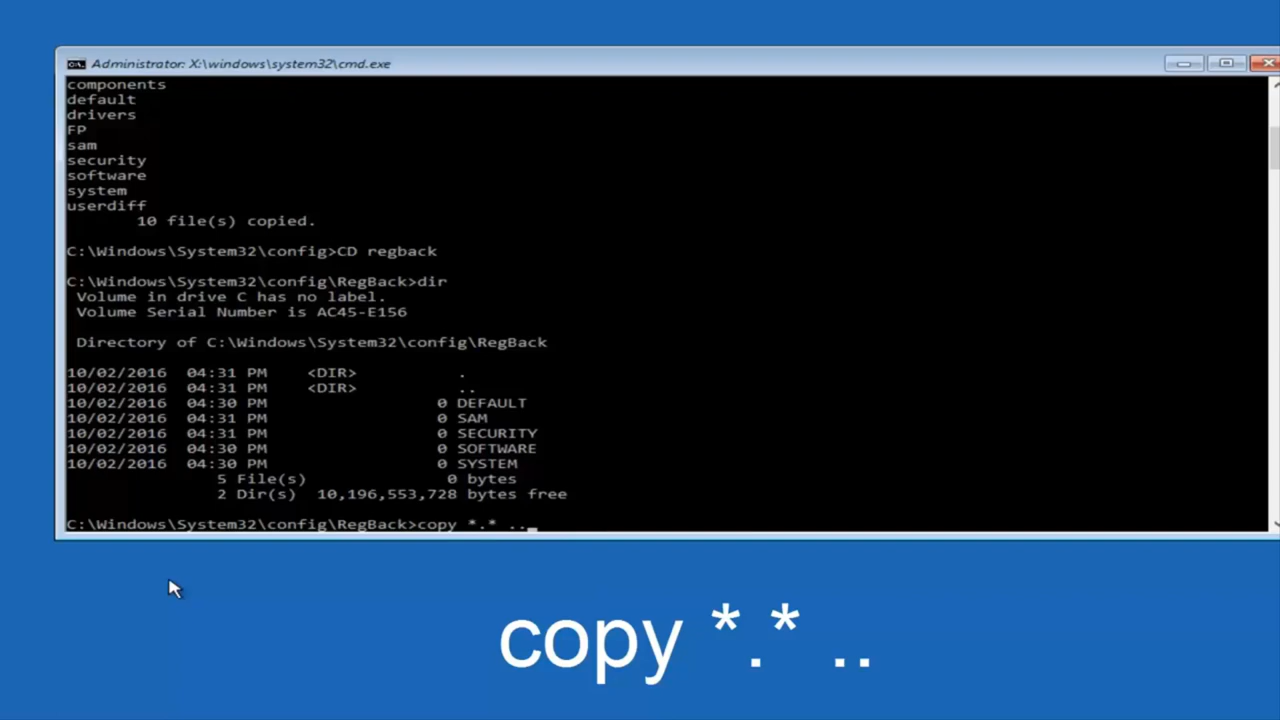 Administrator: X:\windows\system32\cmd.exe
components
default
drivers
FP
sam
security
software
system
userdiff
10 file(s) copied.
C:\Windows\System32\config>CD regback
C:\Windows\System32\config\RegBack>dir
Volume in drive C has no label.
Volume Serial Number is AC45-E156
Directory of C:\Windows\System32\config\RegBack
10/02/2016 04:31 PM <DIR> .
10/02/2016 04:31 PM <DIR> ..
10/02/2016 04:30 PM 0 DEFAULT
10/02/2016 04:31 PM 0 SAM
10/02/2016 04:31 PM 0 SECURITY
10/02/2016 04:30 PM 0 SOFTWARE
10/02/2016 04:30 PM 0 SYSTEM
5 File(s) 0 bytes
2 Dir(s) 10,196,553,728 bytes free
C:\Windows\System32\config\RegBack>copy *.* .._
copy *.* ..